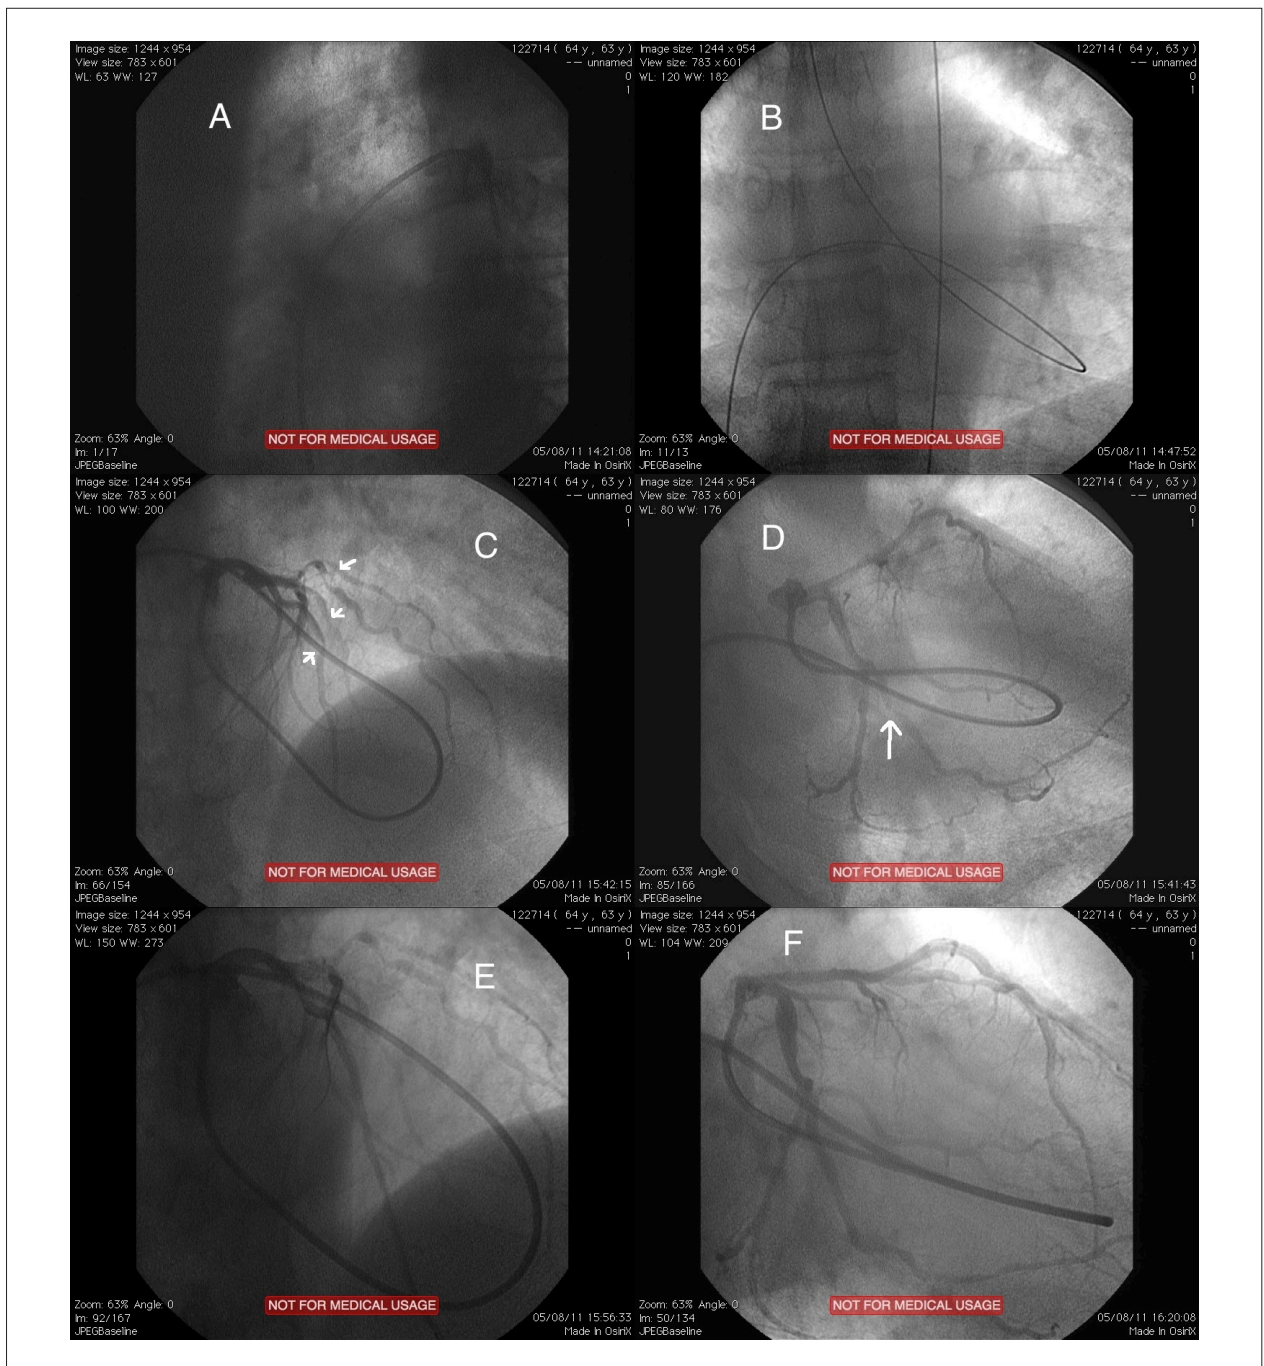 Image size: 1244 x 954
View size: 783 x 601
WL: 63 WW: 127
122714 ( 64 y , 63 y )
-- unnamed
0
1
A
NOT FOR MEDICAL USAGE
Zoom: 63% Angle: 0
Im: 1/17
JPEGBaseline
05/08/11 14:21:08
Made In OsiriX
Image size: 1244 x 954
View size: 783 x 601
WL: 120 WW: 182
122714 ( 64 y , 63 y )
-- unnamed
0
1
B
NOT FOR MEDICAL USAGE
Zoom: 63% Angle: 0
Im: 11/13
JPEGBaseline
05/08/11 14:47:52
Made In OsiriX
Image size: 1244 x 954
View size: 783 x 601
WL: 100 WW: 200
122714 ( 64 y , 63 y )
-- unnamed
0
1
C
NOT FOR MEDICAL USAGE
Zoom: 63% Angle: 0
Im: 66/154
JPEGBaseline
05/08/11 15:42:15
Made In OsiriX
Image size: 1244 x 954
View size: 783 x 601
WL: 80 WW: 176
122714 ( 64 y , 63 y )
-- unnamed
0
1
D
NOT FOR MEDICAL USAGE
Zoom: 63% Angle: 0
Im: 85/166
JPEGBaseline
05/08/11 15:41:43
Made In OsiriX
Image size: 1244 x 954
View size: 783 x 601
WL: 150 WW: 273
122714 ( 64 y , 63 y )
-- unnamed
0
1
E
NOT FOR MEDICAL USAGE
Zoom: 63% Angle: 0
Im: 92/167
JPEGBaseline
05/08/11 15:56:33
Made In OsiriX
Image size: 1244 x 954
View size: 783 x 601
WL: 104 WW: 209
122714 ( 64 y , 63 y )
-- unnamed
0
1
F
NOT FOR MEDICAL USAGE
Zoom: 63% Angle: 0
Im: 50/134
JPEGBaseline
05/08/11 16:20:08
Made In OsiriX